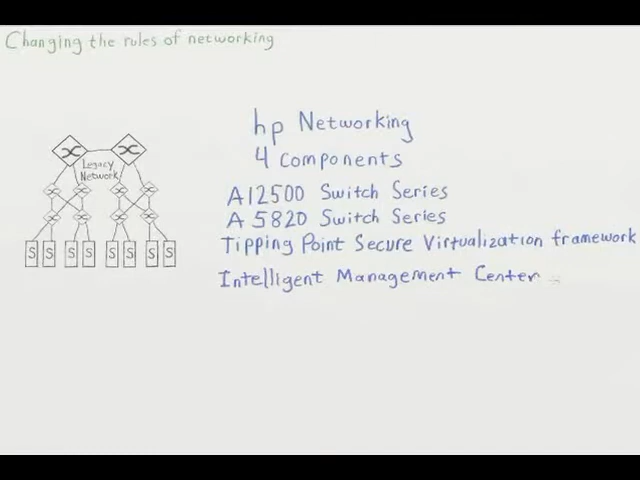 Changing the rules of networking
hp Networking
4 Components
Legacy
Network
A12500 Switch Series
A 5820 Switch Series
Tipping Point Secure Virtualization framework
Intelligent Management Center
S S S S S S S S